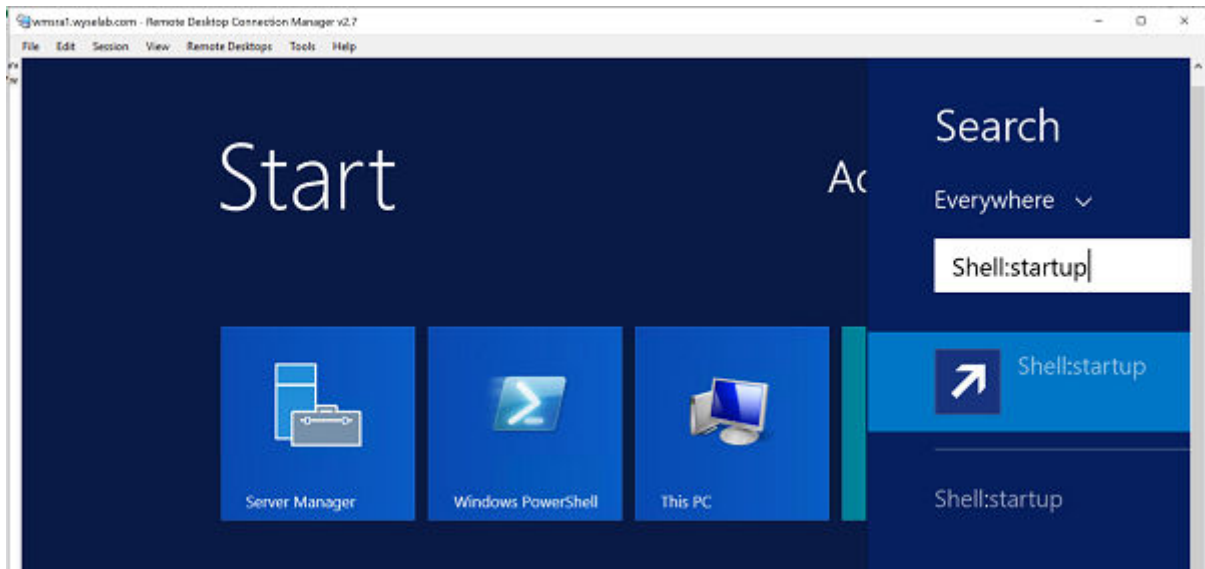 wmsra1.wyselab.com - Remote Desktop Connection Manager v2.7
File Edit Session View Remote Desktops Tools Help
Start
Ac
Search
Everywhere
Shell:startup
Shell:startup
Server Manager
Windows PowerShell
This PC
Shell:startup